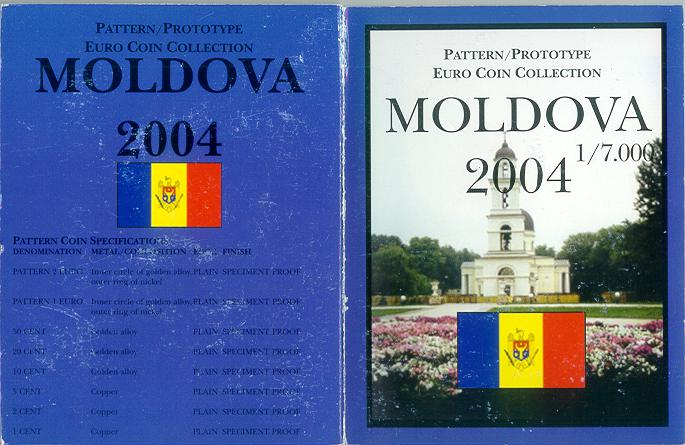 PATTERN/PROTOTYPE
EURO COIN COLLECTION
MOLDOVA
2004
PATTERN COIN SPECIFICATIONS
DENOMINATION METAL/COMPOSITION FINISH
PATTERN 2 EURO Inner circle of golden alloy, PLAIN SPECIMENT PROOF
outer ring of nickel
PATTERN 1 EURO Inner circle of golden alloy, PLAIN SPECIMENT PROOF
outer ring of nickel
50 CENT Golden alloy PLAIN SPECIMENT PROOF
20 CENT Golden alloy PLAIN SPECIMENT PROOF
10 CENT Golden alloy PLAIN SPECIMENT PROOF
5 CENT Copper PLAIN SPECIMENT PROOF
2 CENT Copper PLAIN SPECIMENT PROOF
1 CENT Copper PLAIN SPECIMENT PROOF
PATTERN/PROTOTYPE
EURO COIN COLLECTION
MOLDOVA
2004 1/7.000